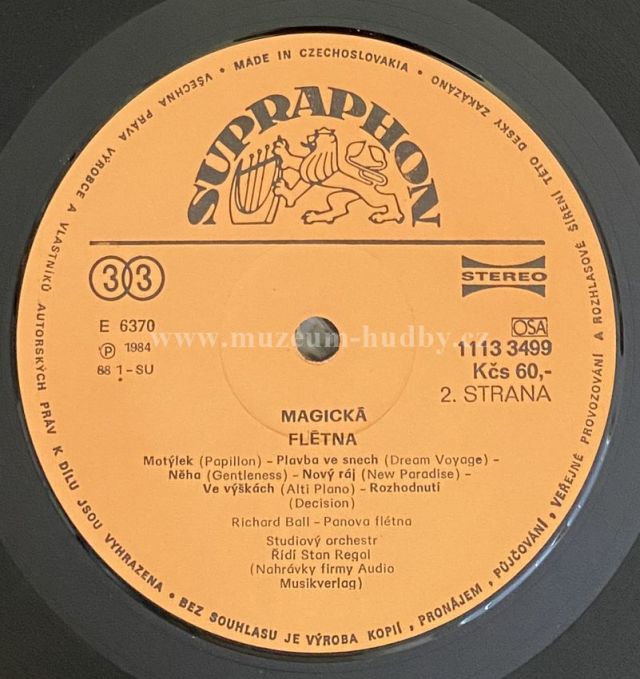 VŠECHNA PRÁVA VÝROBCE A VLASTNIKŮ AUTORSKÝCH PRÁV K DÍLU JSOU VYHRAZENA • BEZ SOUHLASU JE VÝROBA KOPIÍ, PRONÁJEM, PŮJČOVÁNÍ, VEŘEJNÉ PROVOZOVÁNÍ A ROZHLASOVÉ ŠÍŘENÍ TÉTO DESKY ZAKÁZÁNO • MADE IN CZECHOSLOVAKIA •
SUPRAPHON
33
STEREO
E 6370
℗ 1984
88 1-SU
OSA
1113 3499
Kčs 60,-
2. STRANA
www.muzeum-hudby.cz
MAGICKÁ
FLÉTNA
Motýlek (Papillon) – Plavba ve snech (Dream Voyage) –
Něha (Gentleness) – Nový ráj (New Paradise) –
Ve výškách (Alti Plano) – Rozhodnutí
(Decision)
Richard Ball – Panova flétna
Studiový orchestr
Řídí Stan Regal
(Nahrávky firmy Audio
Musikverlag)